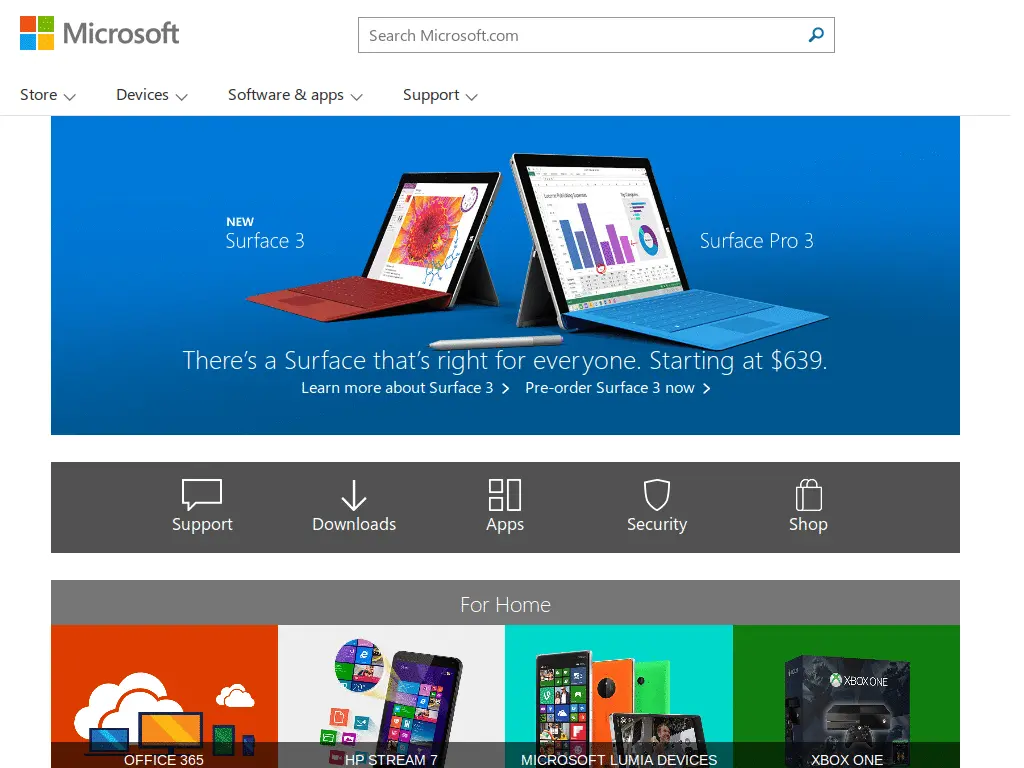 Microsoft
Search Microsoft.com
Store
Devices
Software & apps
Support
NEW
Surface 3
Surface Pro 3
There's a Surface that's right for everyone. Starting at $639.
Learn more about Surface 3
Pre-order Surface 3 now
Support
Downloads
Apps
Security
Shop
For Home
XBOX ONE
OFFICE 365
HP STREAM 7
MICROSOFT LUMIA DEVICES
XBOX ONE